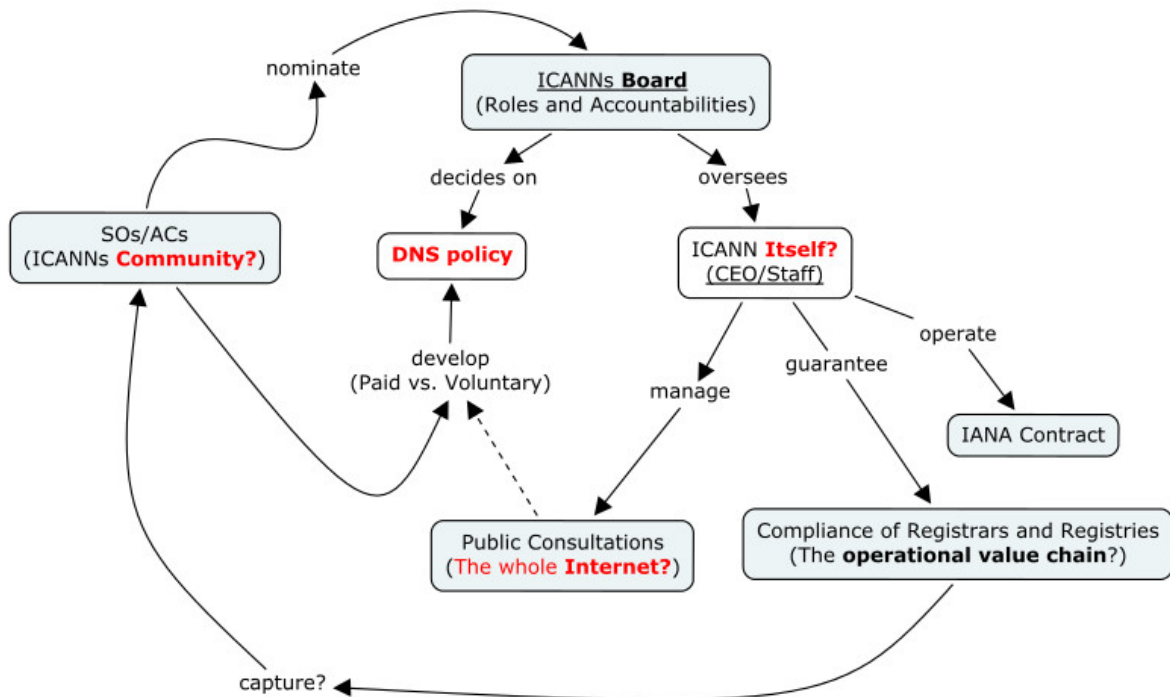 nominate
ICANNs Board
(Roles and Accountabilities)
decides on
oversees
SOs/ACs
(ICANNs Community?)
DNS policy
ICANN Itself?
(CEO/Staff)
develop
(Paid vs. Voluntary)
manage
guarantee
operate
IANA Contract
Public Consultations
(The whole Internet?)
Compliance of Registrars and Registries
(The operational value chain?)
capture?